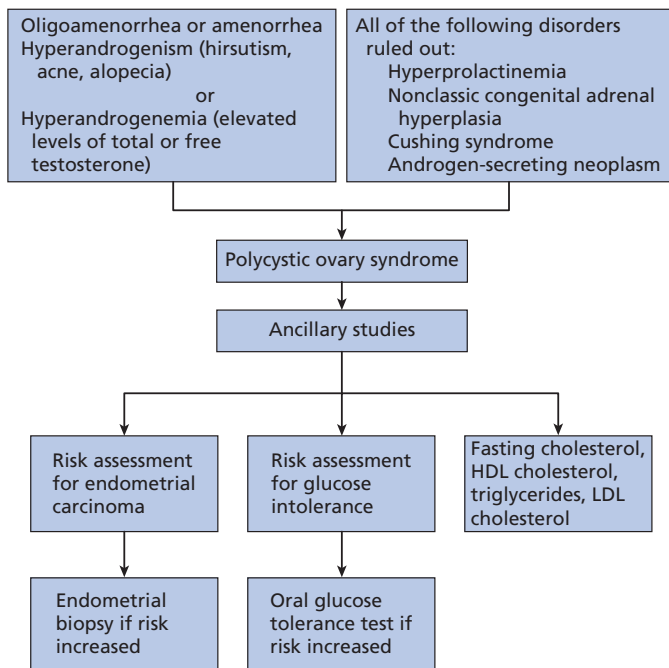 Oligoamenorrhea or amenorrhea
Hyperandrogenism (hirsutism,
acne, alopecia)
or
Hyperandrogenemia (elevated
levels of total or free
testosterone)
All of the following disorders
ruled out:
Hyperprolactinemia
Nonclassic congenital adrenal
hyperplasia
Cushing syndrome
Androgen-secreting neoplasm
Polycystic ovary syndrome
Ancillary studies
Risk assessment
for endometrial
carcinoma
Risk assessment
for glucose
intolerance
Fasting cholesterol,
HDL cholesterol,
triglycerides, LDL
cholesterol
Endometrial
biopsy if risk
increased
Oral glucose
tolerance test if
risk increased